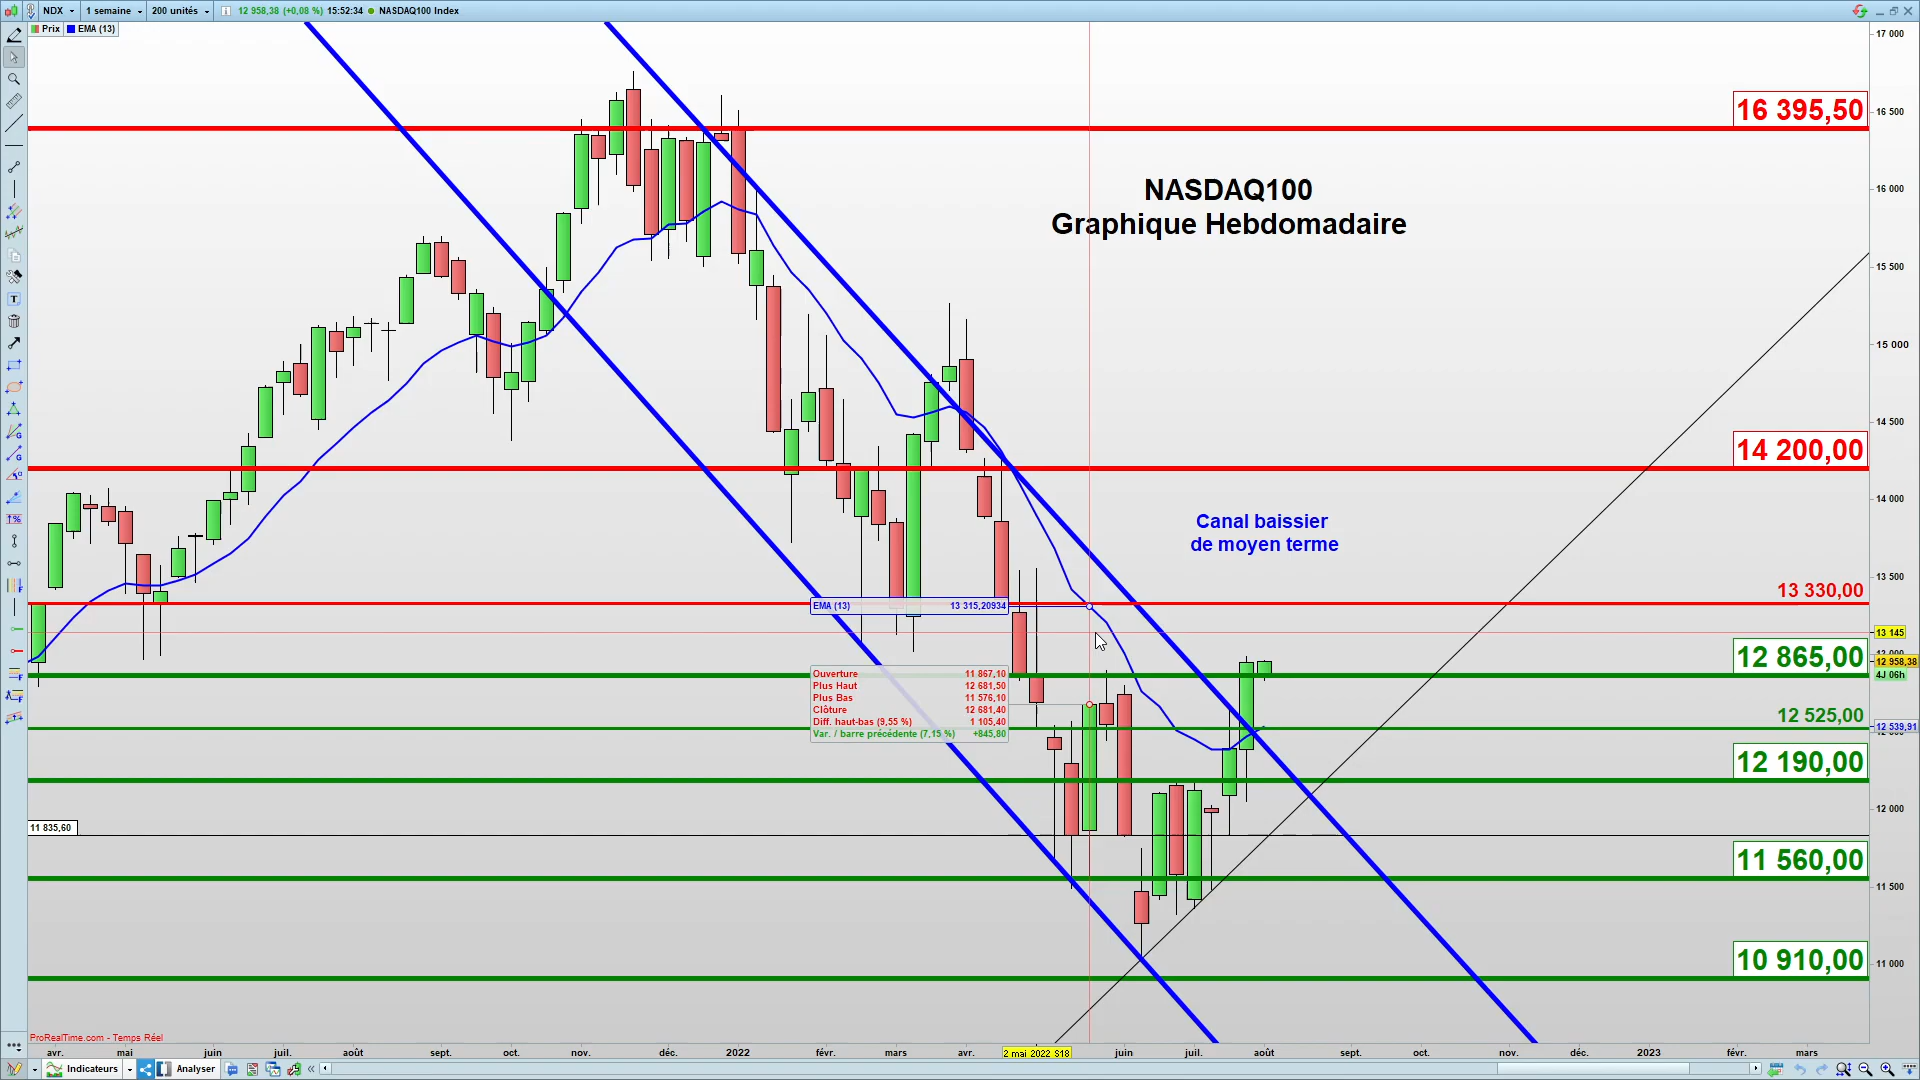 NDX
1 semaine
200 unités
12 958,38 (+0,08 %) 15:52:34
NASDAQ100 Index
Prix
EMA (13)
17 000
16 395,50
16 500
NASDAQ100
Graphique Hebdomadaire
16 000
15 500
15 000
14 500
14 200,00
14 000
Canal baissier
de moyen terme
13 500
13 330,00
EMA (13) 13 315,20934
13 145
12 865,00
12 958,38
4J 06h
Ouverture 11 867,10
Plus Haut 12 681,50
Plus Bas 11 576,10
Clôture 12 681,40
Diff. haut-bas (9,55 %) 1 105,40
Var. / barre précédente (7,15 %) +845,80
12 525,00
12 539,91
12 190,00
12 000
11 835,60
11 560,00
11 500
10 910,00
11 000
ProRealTime.com - Temps Réel
avr. mai juin juil. août sept. oct. nov. déc. 2022 févr. mars avr. 2 mai 2022 S18 juin juil. août sept. oct. nov. déc. 2023 févr. mars
Indicateurs
Analyser